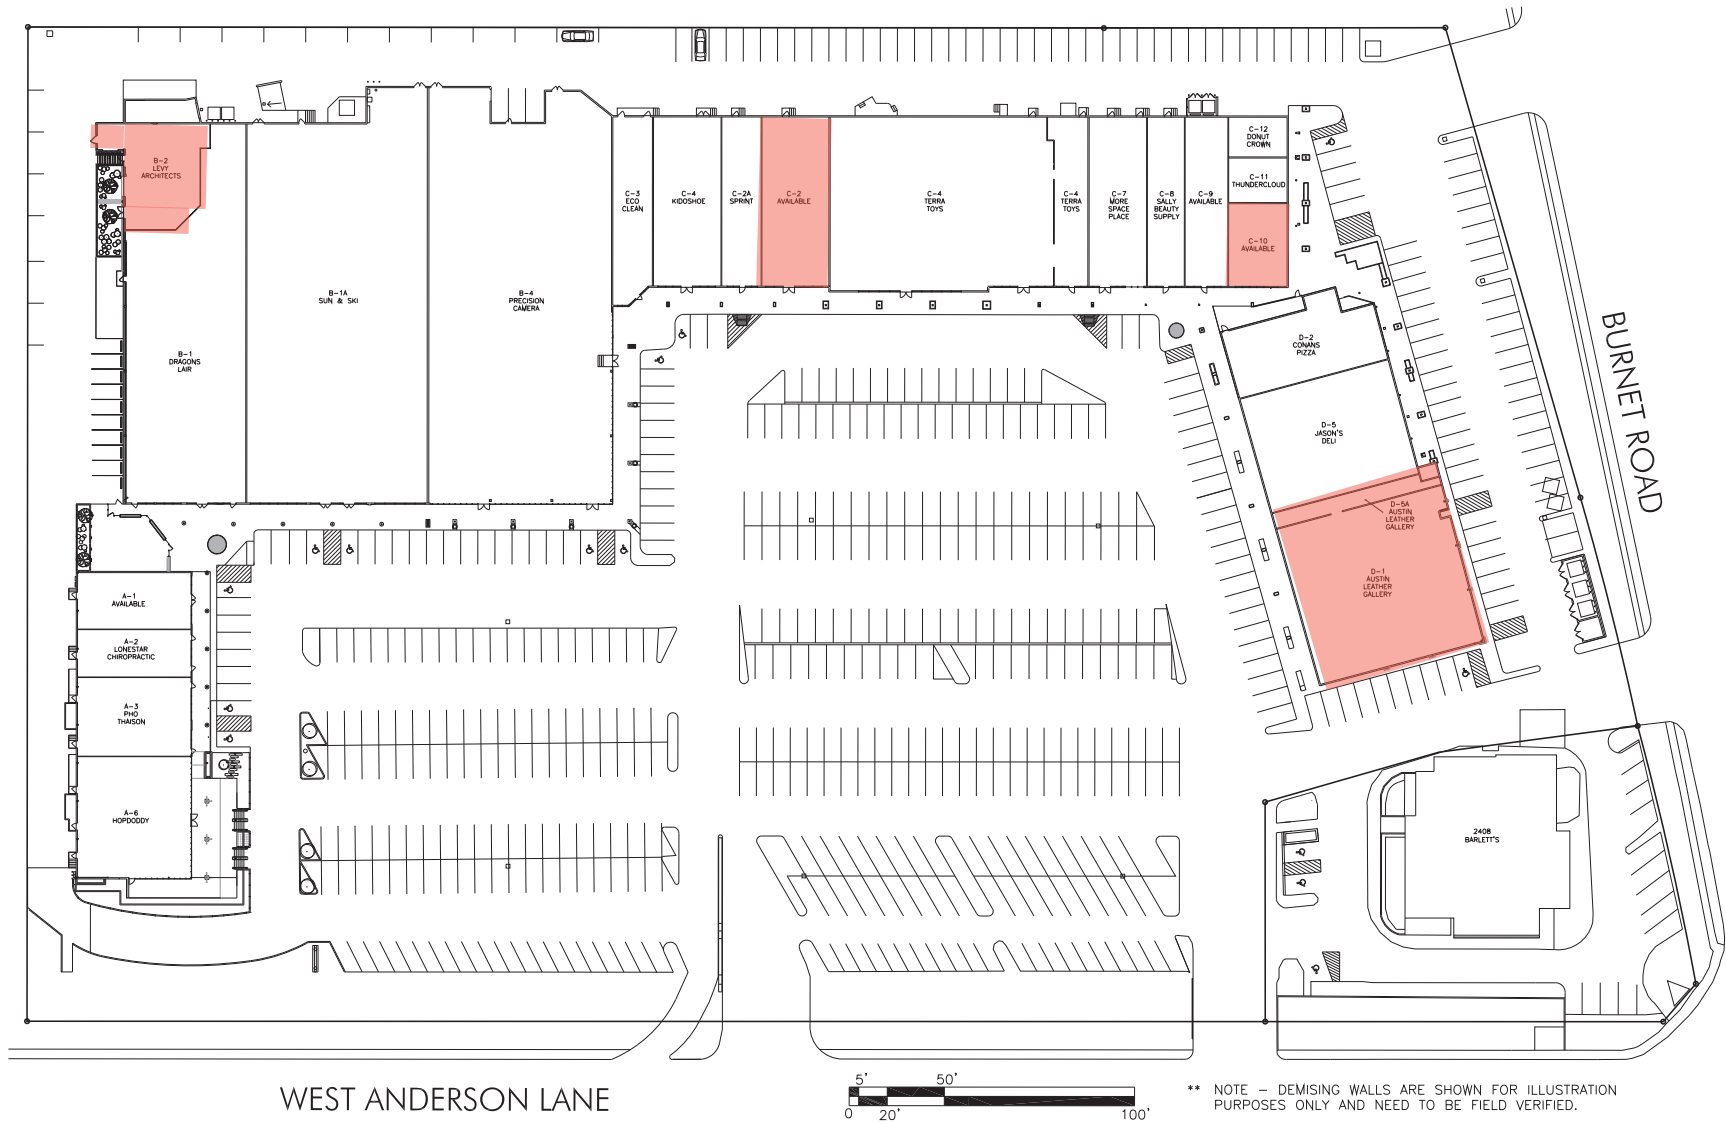 C-12
DONUT
CROWN
B-2
LEVY
ARCHITECTS
C-11
THUNDERCLOUD
C-3
ECO
CLEAN
C-4
KIDOSHOE
C-2A
SPRINT
C-2
AVAILABLE
C-4
TERRA
TOYS
C-4
TERRA
TOYS
C-7
MORE
SPACE
PLACE
C-8
SALLY
BEAUTY
SUPPLY
C-9
AVAILABLE
C-10
AVAILABLE
B-1A
SUN & SKI
B-4
PRECISION
CAMERA
B-1
DRAGONS
LAIR
D-2
CONANS
PIZZA
BURNET ROAD
D-5
JASON'S
DELI
D-5A
AUSTIN
LEATHER
GALLERY
D-1
AUSTIN
LEATHER
GALLERY
A-1
AVAILABLE
A-2
LONESTAR
CHIROPRACTIC
A-3
PHO
THAISON
A-6
HOPDODDY
2408
BARLETT'S
WEST ANDERSON LANE
5' 50'
0 20' 100'
** NOTE – DEMISING WALLS ARE SHOWN FOR ILLUSTRATION
PURPOSES ONLY AND NEED TO BE FIELD VERIFIED.